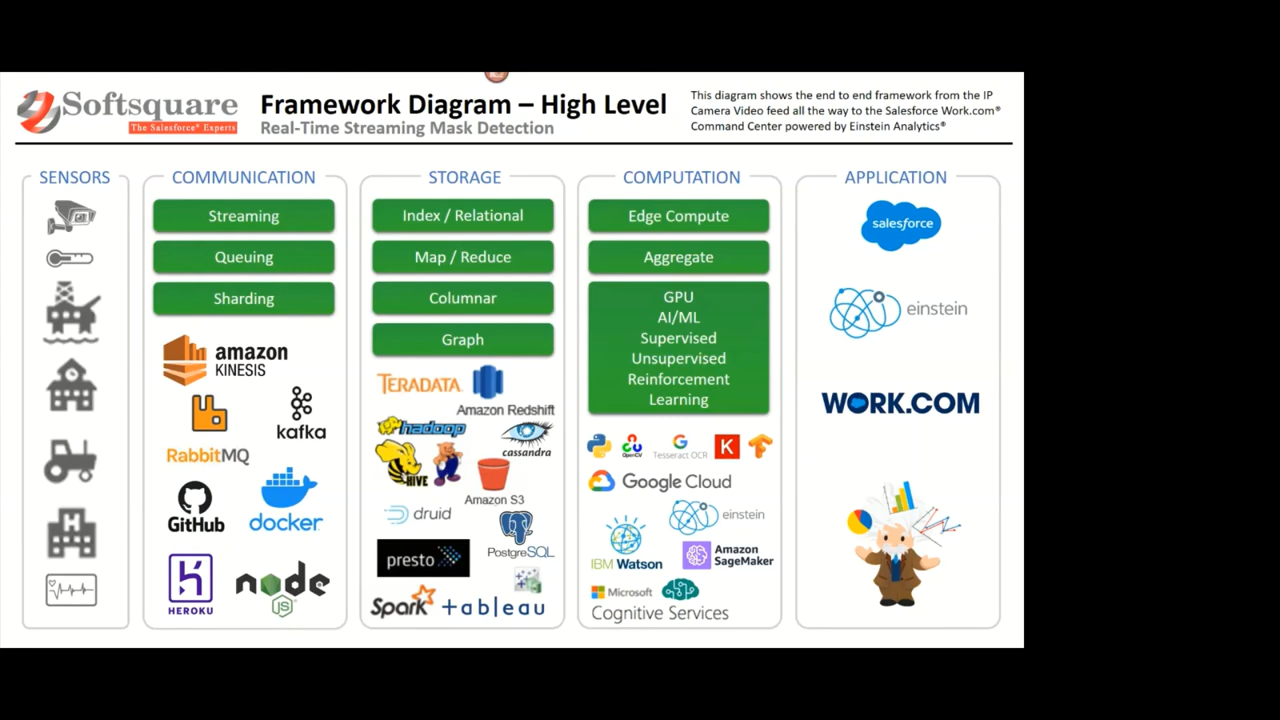 Softsquare
The Salesforce® Experts
Framework Diagram – High Level
Real-Time Streaming Mask Detection
This diagram shows the end to end framework from the IP
Camera Video feed all the way to the Salesforce Work.com®
Command Center powered by Einstein Analytics®
SENSORS
H
COMMUNICATION
Streaming
Queuing
Sharding
amazon
KINESIS
RabbitMQ
kafka
GitHub
docker
HEROKU
node
JS
STORAGE
Index / Relational
Map / Reduce
Columnar
Graph
TERADATA
Amazon Redshift
hadoop
cassandra
HIVE
Amazon S3
druid
PostgreSQL
presto
Spark
+ableau
COMPUTATION
Edge Compute
Aggregate
GPU
AI/ML
Supervised
Unsupervised
Reinforcement
Learning
OpenCV
G
Tesseract OCR
K
Google Cloud
einstein
IBM Watson
Amazon
SageMaker
Microsoft
Cognitive Services
APPLICATION
salesforce
einstein
WORK.COM